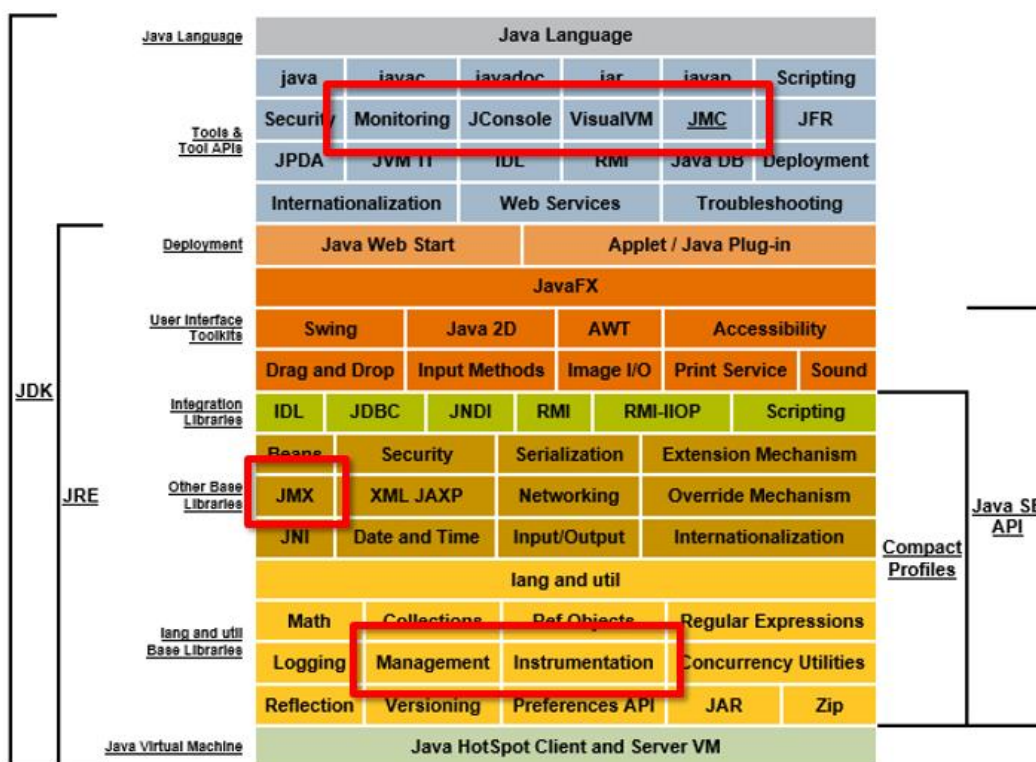 Java Language Java Language
java javac javadoc jar javap Scripting
Tools & Tool APIs
Security Monitoring JConsole VisualVM JMC JFR
JPDA JVM TI IDL RMI Java DB Deployment
Internationalization Web Services Troubleshooting
Deployment Java Web Start Applet / Java Plug-in
JavaFX
User Interface Toolkits
Swing Java 2D AWT Accessibility
Drag and Drop Input Methods Image I/O Print Service Sound
JDK
Integration Libraries
IDL JDBC JNDI RMI RMI-IIOP Scripting
Beans Security Serialization Extension Mechanism
JRE
Other Base Libraries
JMX XML JAXP Networking Override Mechanism
Java SE API
JNI Date and Time Input/Output Internationalization
Compact Profiles
lang and util
Math Collections Ref Objects Regular Expressions
lang and util Base Libraries
Logging Management Instrumentation Concurrency Utilities
Reflection Versioning Preferences API JAR Zip
Java Virtual Machine Java HotSpot Client and Server VM